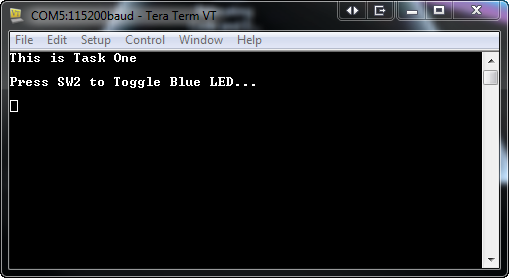 COM5:115200baud - Tera Term VT
File Edit Setup Control Window Help
This is Task One
Press SW2 to Toggle Blue LED...